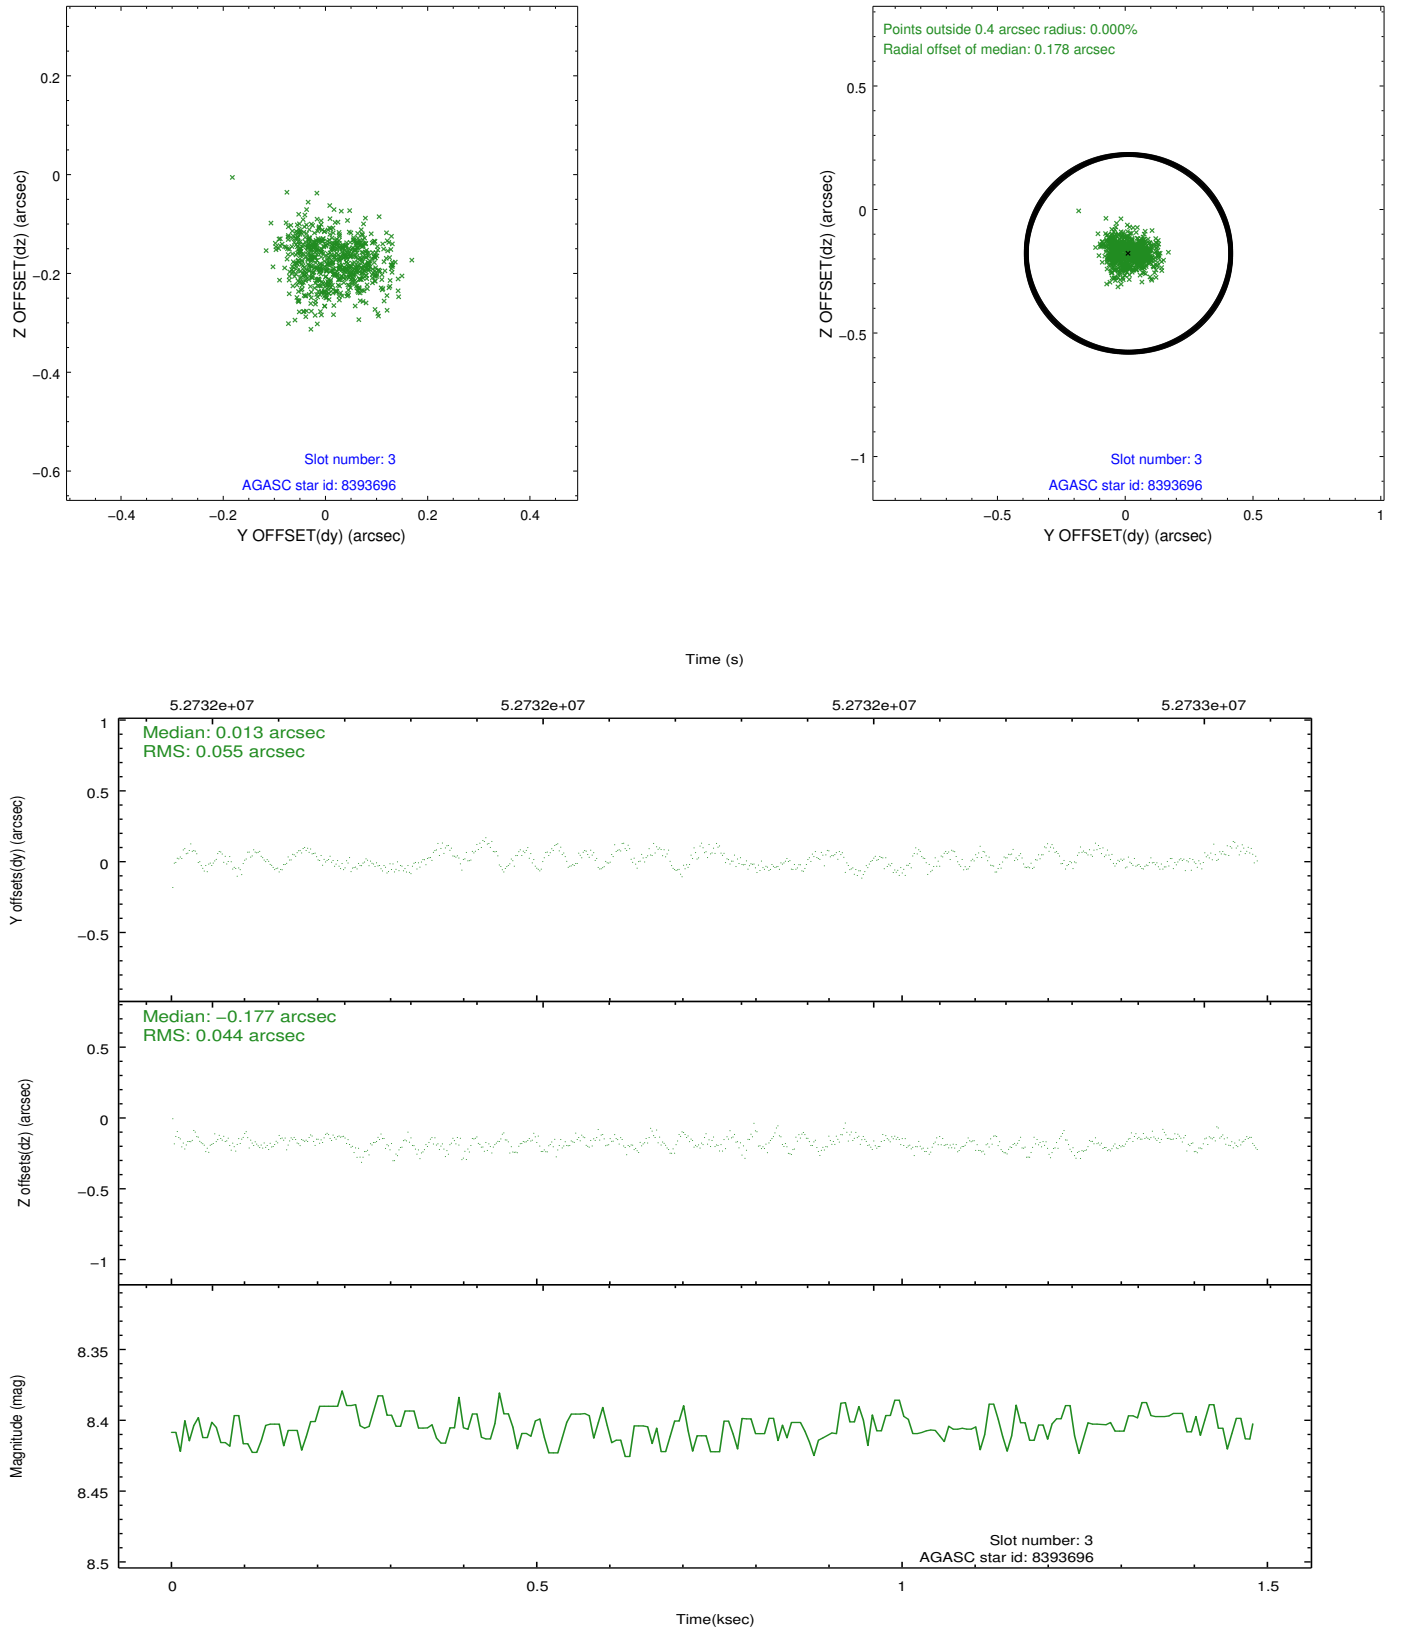 0.2
0
−0.2
−0.4
−0.6
Z OFFSET(dz) (arcsec)
Slot number: 3
AGASC star id: 8393696
−0.4 −0.2 0 0.2 0.4
Y OFFSET(dy) (arcsec)
Points outside 0.4 arcsec radius: 0.000%
Radial offset of median: 0.178 arcsec
0.5
0
−0.5
−1
Z OFFSET(dz) (arcsec)
Slot number: 3
AGASC star id: 8393696
−0.5 0 0.5 1
Y OFFSET(dy) (arcsec)
Time (s)
5.2732e+07 5.2732e+07 5.2732e+07 5.2733e+07
Median: 0.013 arcsec
RMS: 0.055 arcsec
1
0.5
0
−0.5
Y offsets(dy) (arcsec)
Median: −0.177 arcsec
RMS: 0.044 arcsec
0.5
0
−0.5
−1
Z offsets(dz) (arcsec)
8.35
8.4
8.45
8.5
Magnitude (mag)
Slot number: 3
AGASC star id: 8393696
0 0.5 1 1.5
Time(ksec)